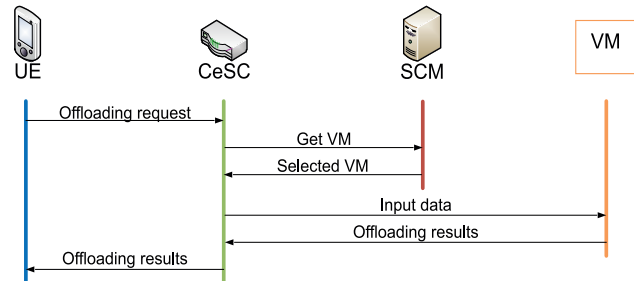 UE
CeSC
SCM
VM
Offloading request
Get VM
Selected VM
Input data
Offloading results
Offloading results